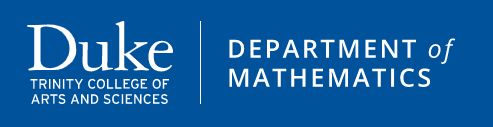 Duke
TRINITY COLLEGE OF
ARTS AND SCIENCES
DEPARTMENT of
MATHEMATICS